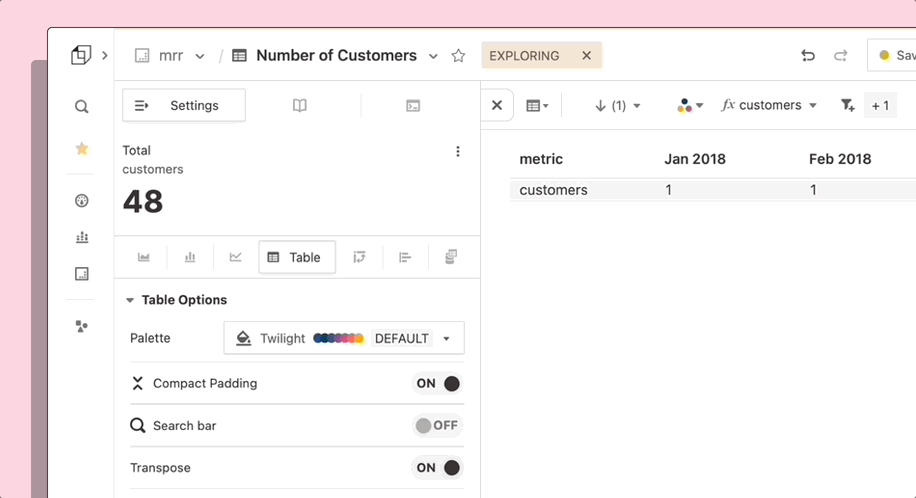 mrr / Number of Customers EXPLORING Sav
Settings (1) fx customers + 1
Total
customers
48
metric Jan 2018 Feb 2018
customers 1 1
Table
Table Options
Palette Twilight DEFAULT
Compact Padding ON
Search bar OFF
Transpose ON